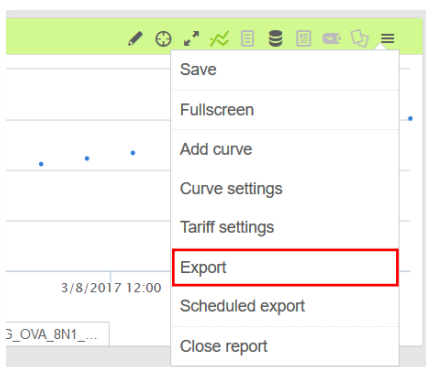 Save
Fullscreen
Add curve
Curve settings
Tariff settings
Export
3/8/2017 12:00
Scheduled export
G_OVA_8N1_...
Close report